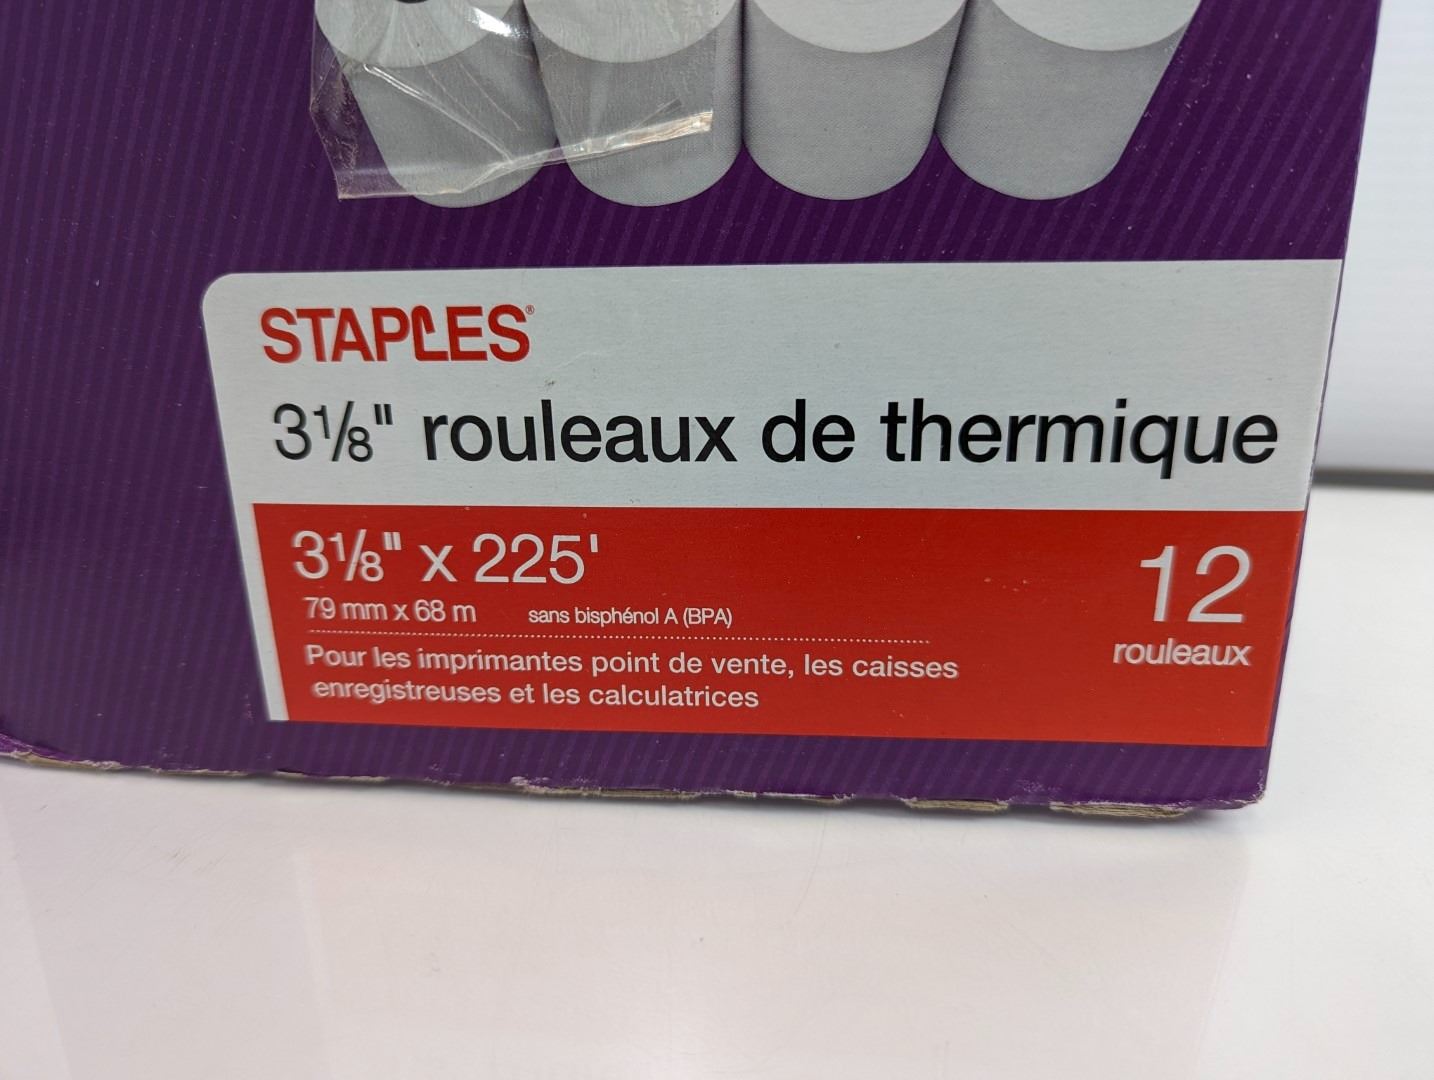 STAPLES®
3⅛" rouleaux de thermique
3⅛" x 225'
79 mm x 68 m sans bisphénol A (BPA)
12
rouleaux
Pour les imprimantes point de vente, les caisses
enregistreuses et les calculatrices